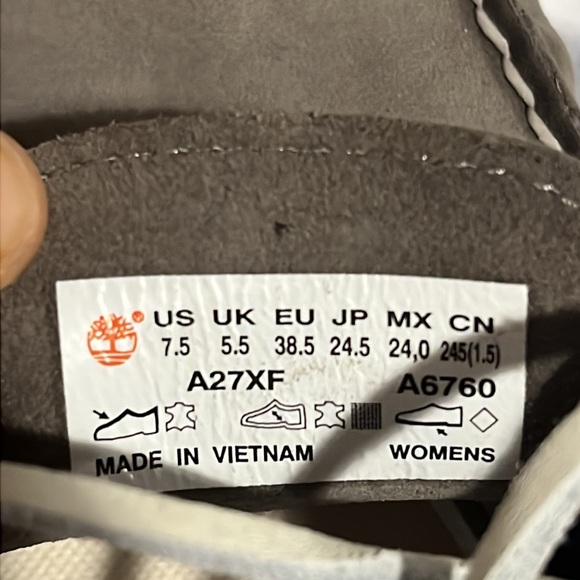 ® US UK EU JP MX CN
7.5 5.5 38.5 24.5 24,0 245(1.5)
A27XF A6760
MADE IN VIETNAM WOMENS